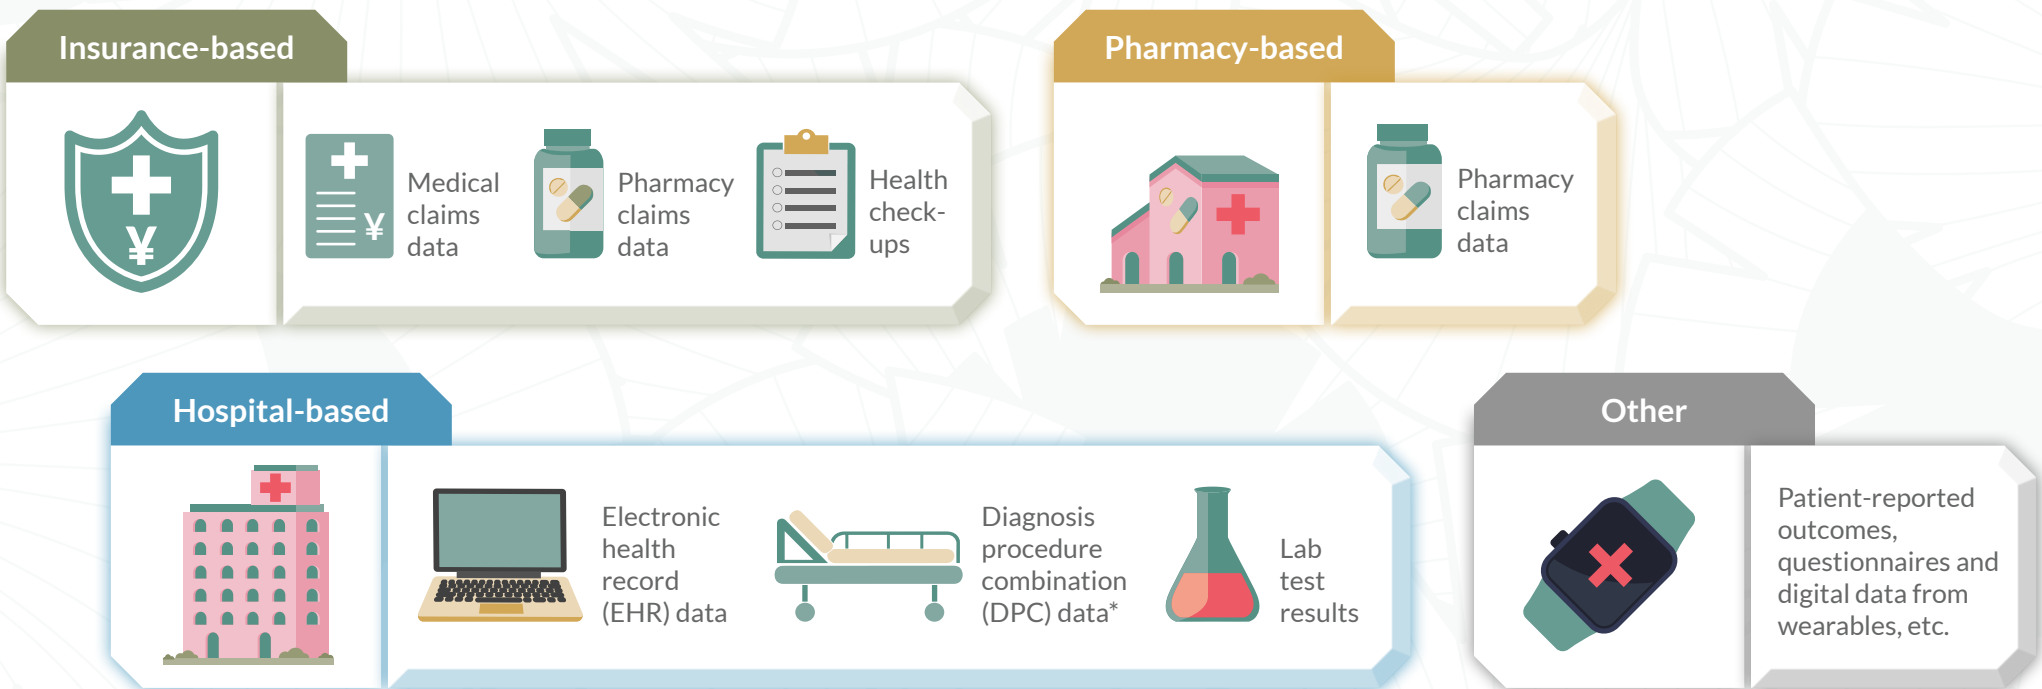 Insurance-based
¥
¥
Medical
claims
data
Pharmacy
claims
data
Health
check-
ups
Pharmacy-based
Pharmacy
claims
data
Hospital-based
Electronic
health
record
(EHR) data
Diagnosis
procedure
combination
(DPC) data*
Lab
test
results
Other
Patient-reported
outcomes,
questionnaires and
digital data from
wearables, etc.